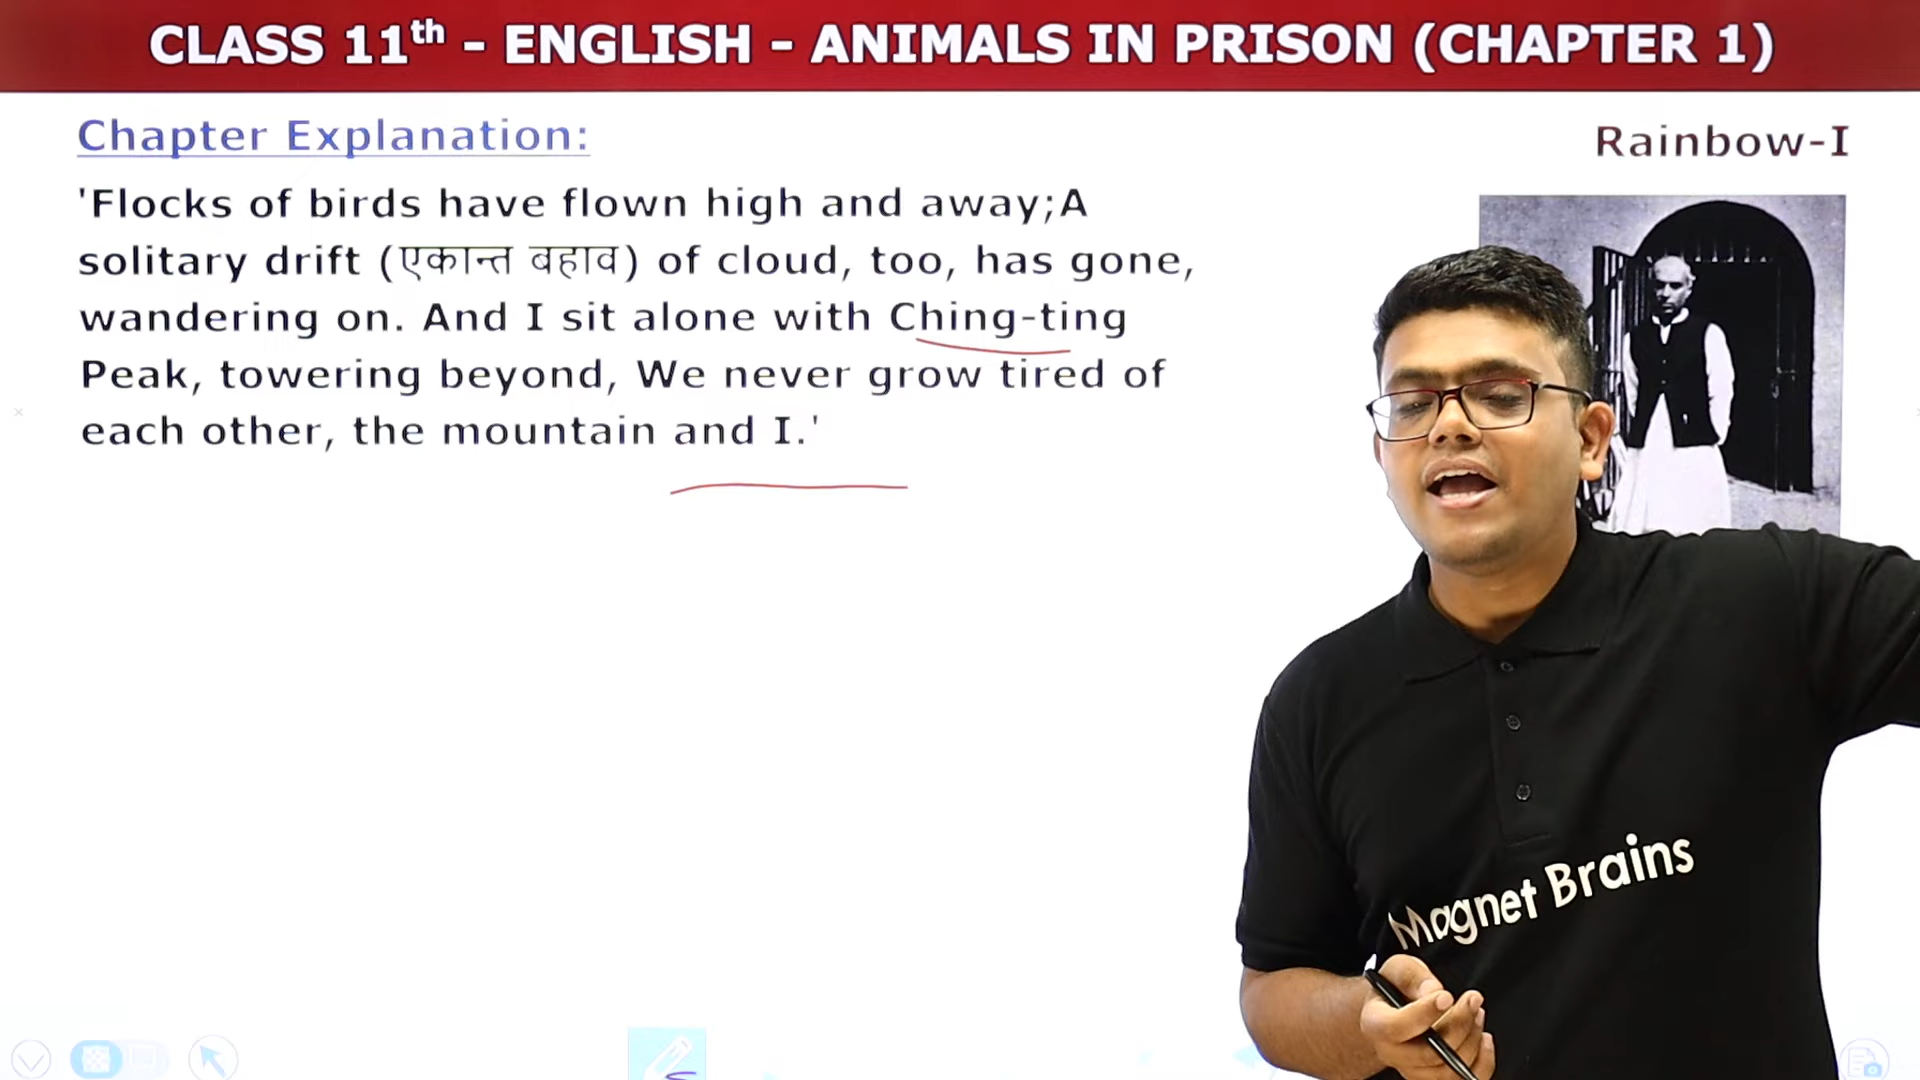 CLASS 11th - ENGLISH - ANIMALS IN PRISON (CHAPTER 1)
Chapter Explanation:
Rainbow-I
'Flocks of birds have flown high and away;A
solitary drift (एकान्त बहाव) of cloud, too, has gone,
wandering on. And I sit alone with Ching-ting
Peak, towering beyond, We never grow tired of
each other, the mountain and I.'
Magnet Brains